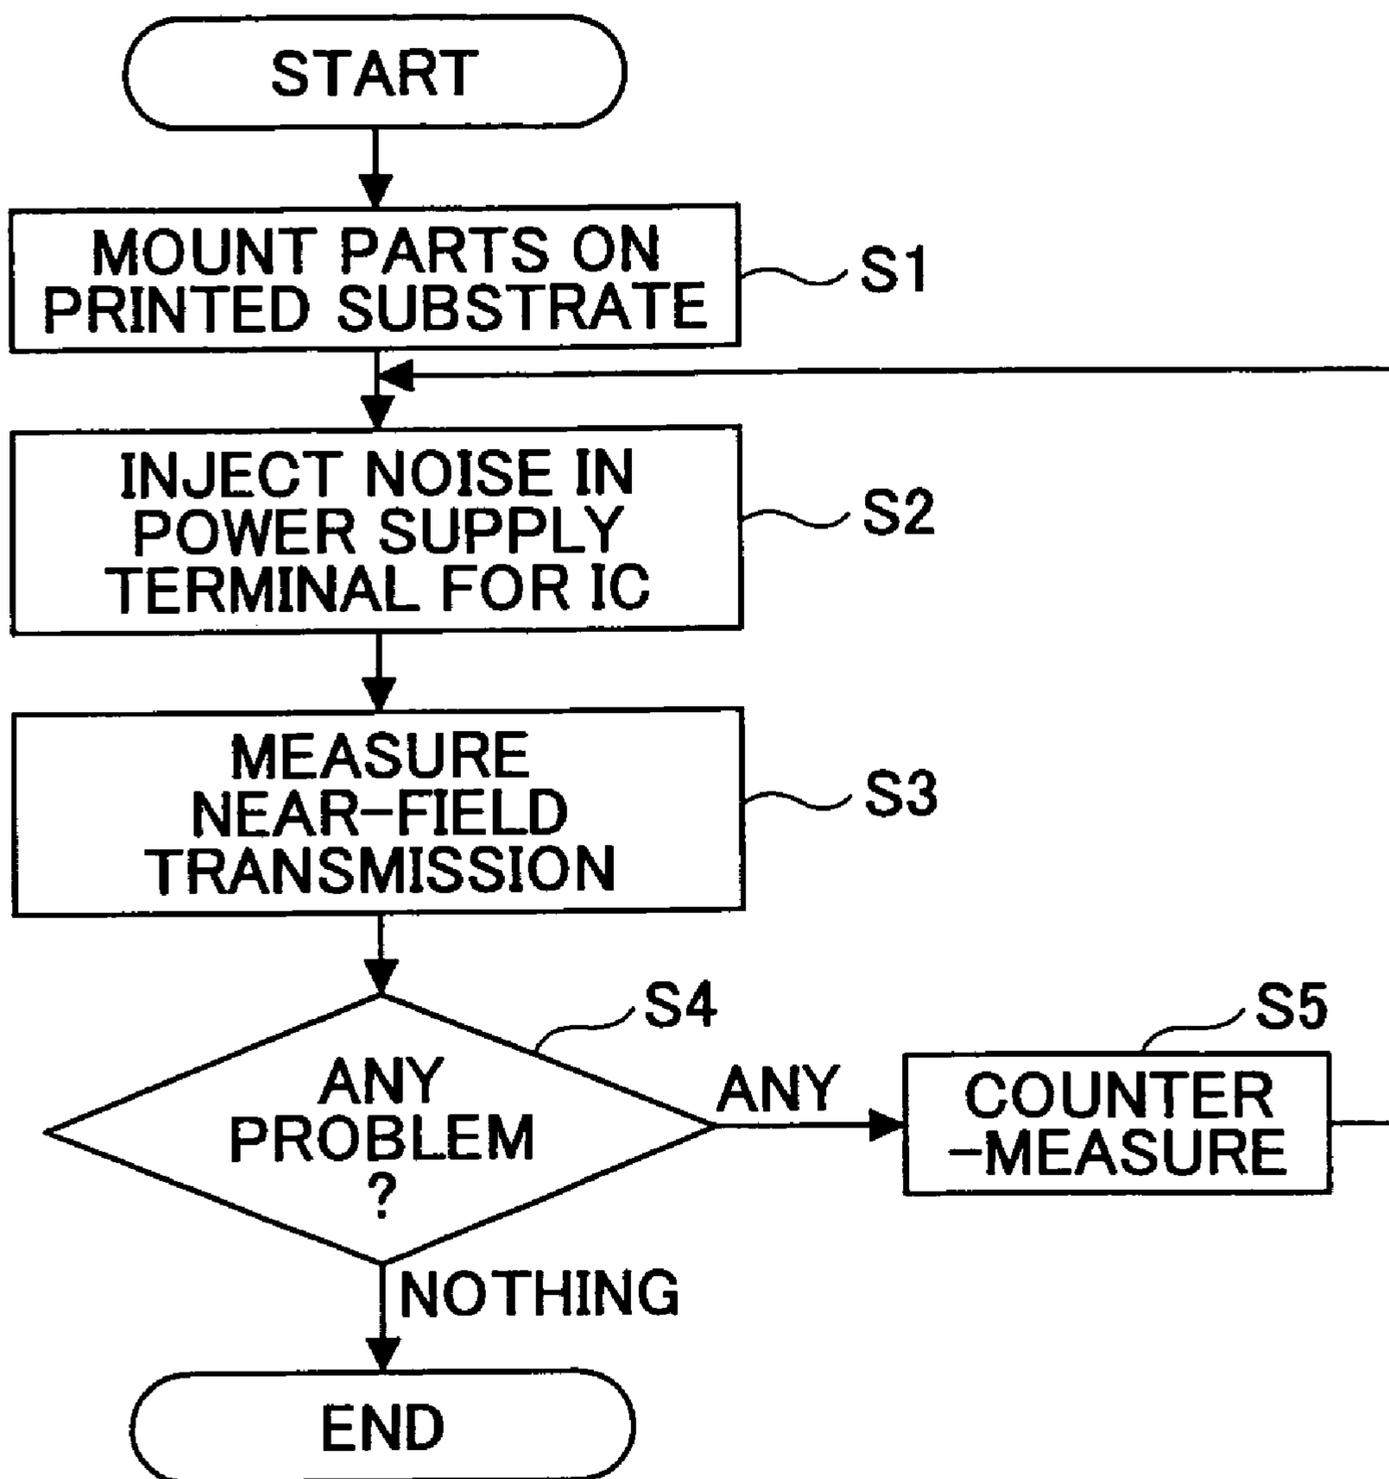 START
MOUNT PARTS ON
PRINTED SUBSTRATE
S1
INJECT NOISE IN
POWER SUPPLY
TERMINAL FOR IC
S2
MEASURE
NEAR-FIELD
TRANSMISSION
S3
S4
ANY
PROBLEM
?
ANY
S5
COUNTER
-MEASURE
NOTHING
END